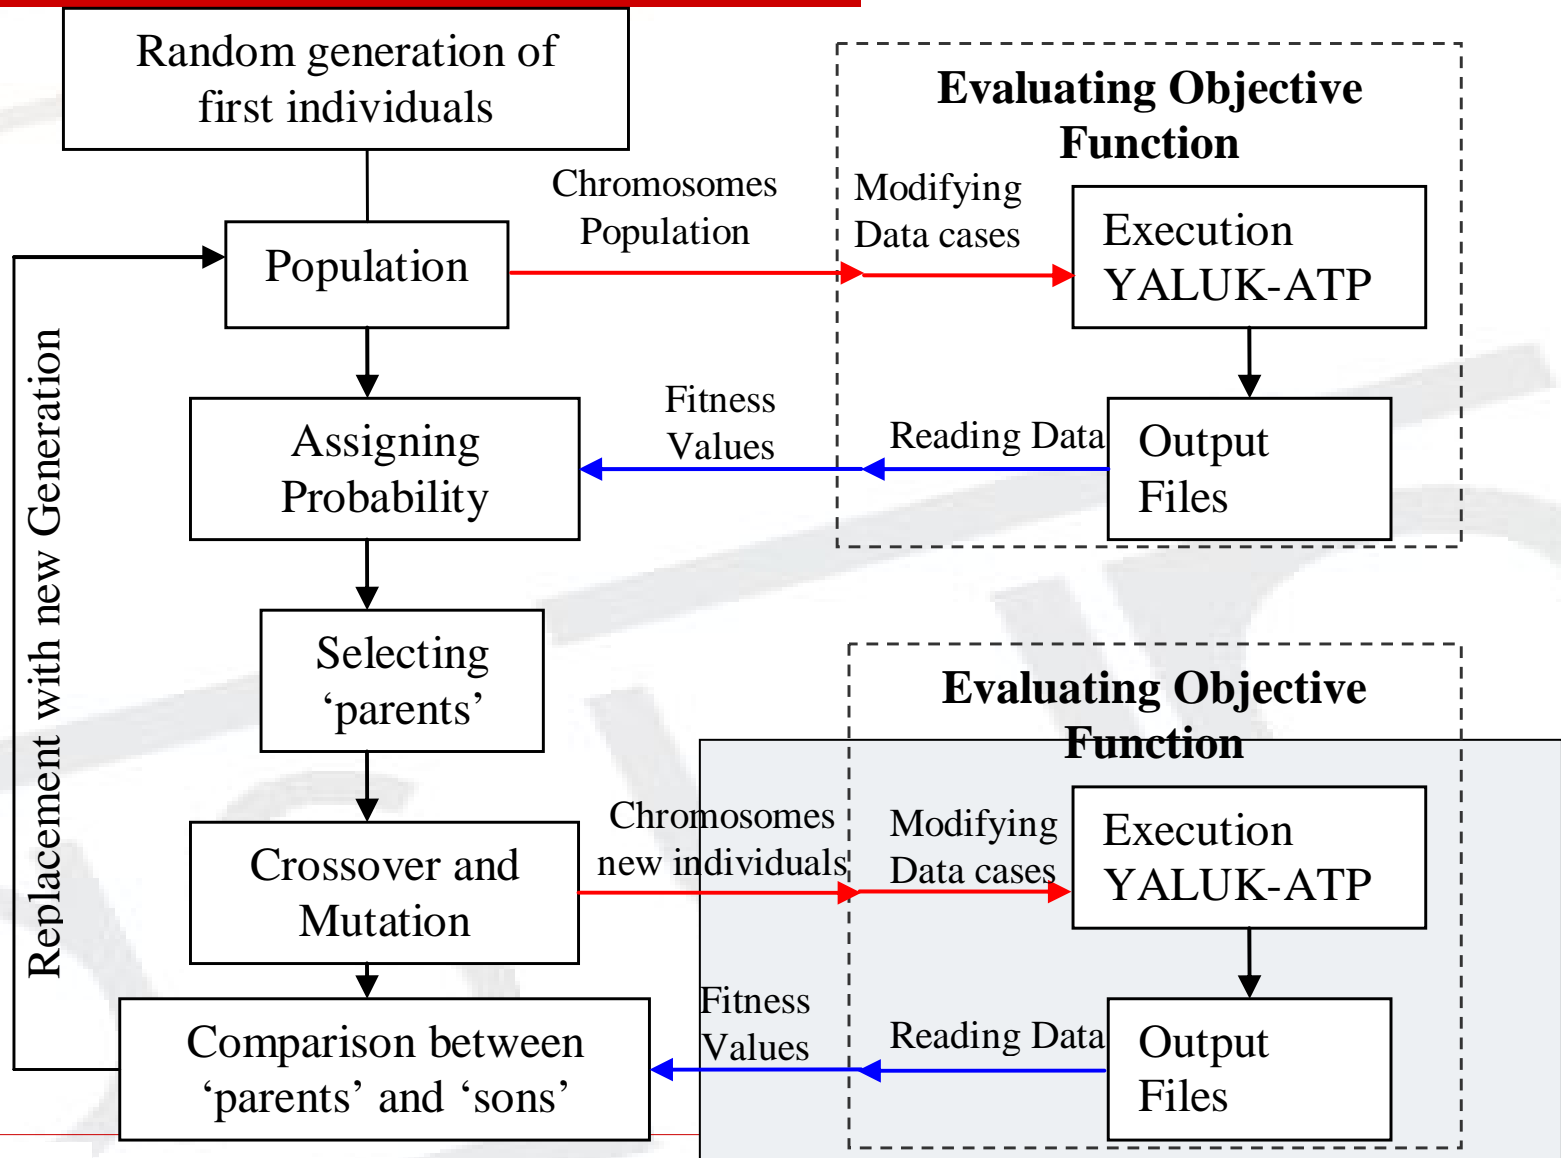 Random generation of
first individuals
Evaluating Objective
Function
Chromosomes
Population
Modifying
Data cases
Execution
YALUK-ATP
Population
Replacement with new Generation
Assigning
Probability
Fitness
Values
Reading Data
Output
Files
Selecting
‘parents’
Evaluating Objective
Function
Crossover and
Mutation
Chromosomes
new individuals
Modifying
Data cases
Execution
YALUK-ATP
Comparison between
‘parents’ and ‘sons’
Fitness
Values
Reading Data
Output
Files